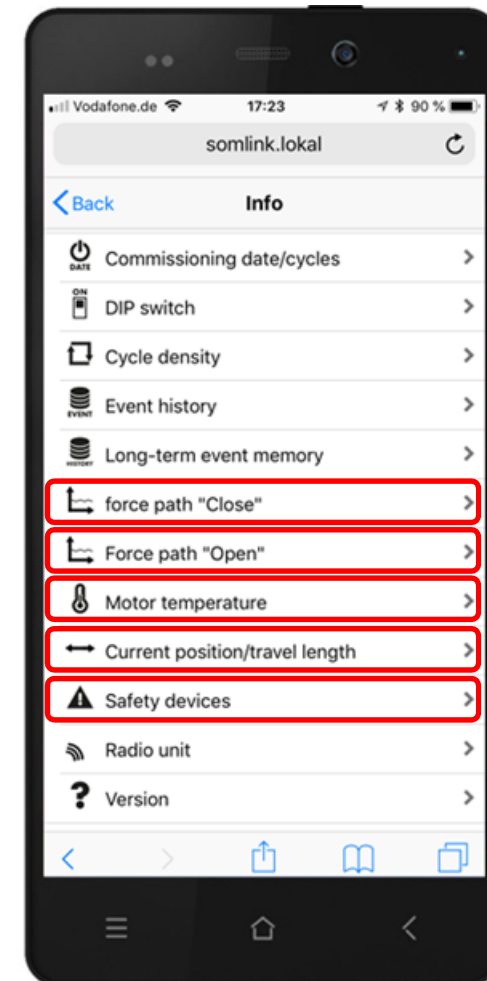 Vodafone.de 17:23 90 %
somlink.lokal
Back Info
DATE Commissioning date/cycles
ON DIP switch
Cycle density
EVENT Event history
HISTORY Long-term event memory
force path "Close"
Force path "Open"
Motor temperature
Current position/travel length
Safety devices
Radio unit
? Version